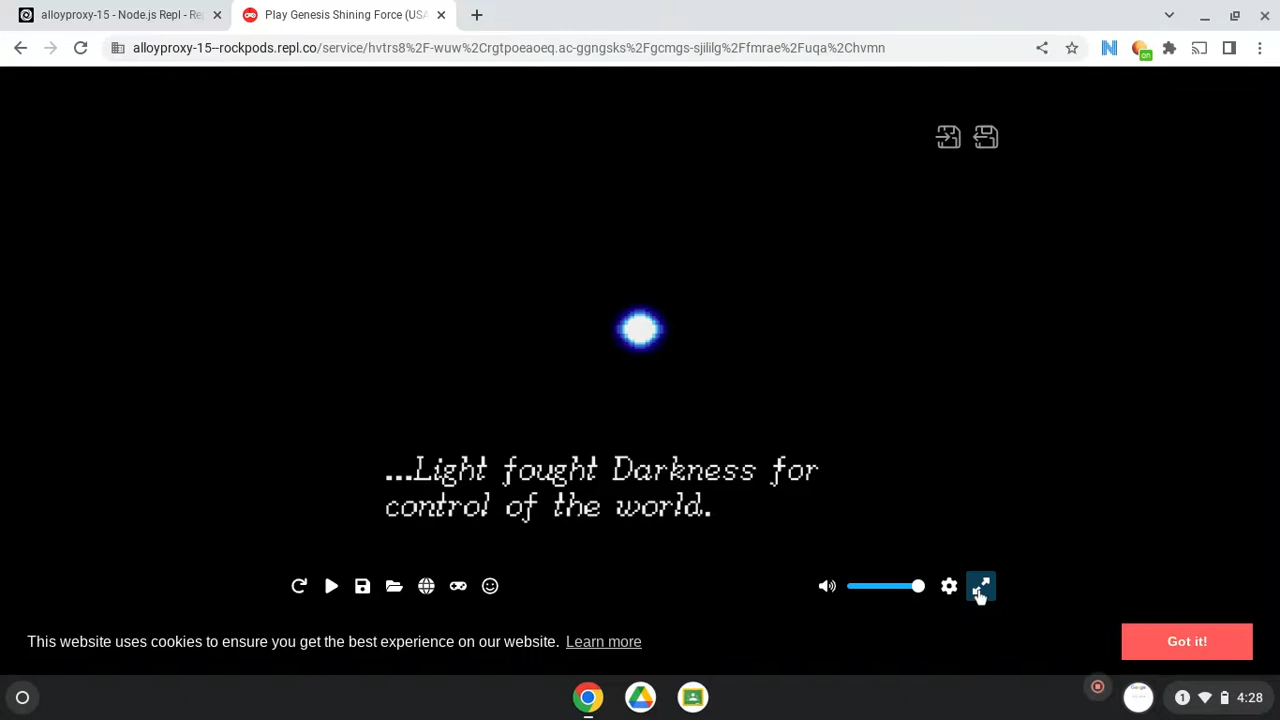 alloyproxy-15 - Node.js Repl - Re
Play Genesis Shining Force (USA
alloyproxy-15--rockpods.repl.co/service/hvtrs8%2F-wuw%2Crgtpoeaoeq.ac-ggngsks%2Fgcmgs-sjililg%2Ffmrae%2Fuqa%2Chvmn
...Light fought Darkness for
control of the world.
This website uses cookies to ensure you get the best experience on our website. Learn more
Got it!
1 4:28